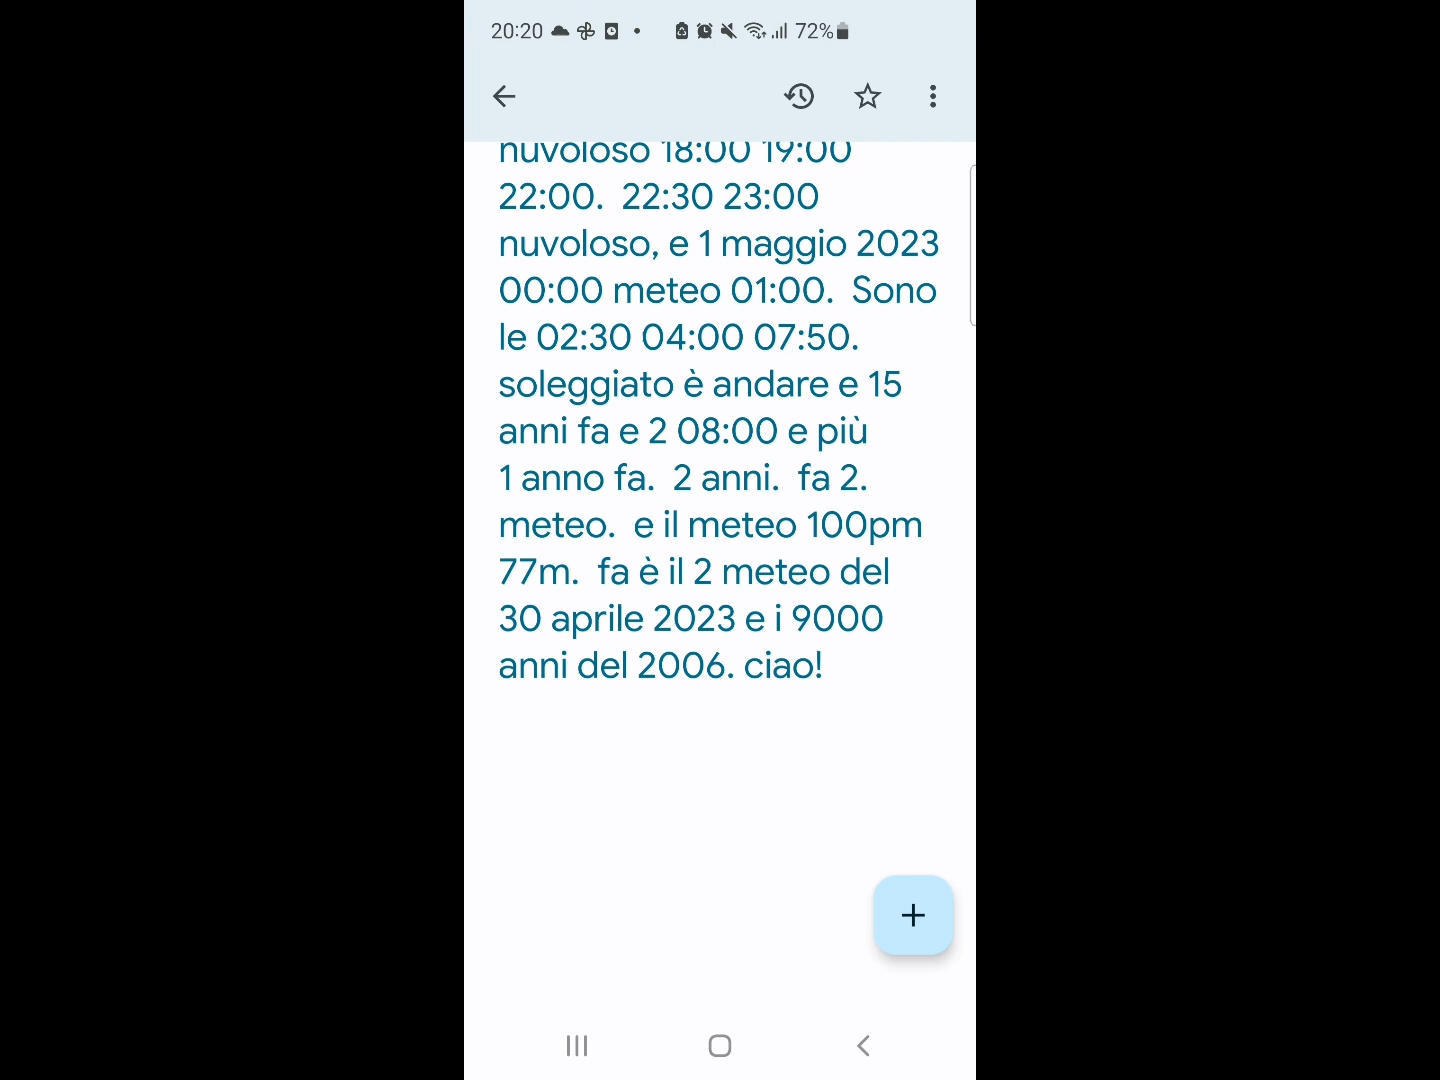 20:20 72%
nuvoloso 18:00 19:00
22:00.  22:30 23:00
nuvoloso, e 1 maggio 2023
00:00 meteo 01:00.  Sono
le 02:30 04:00 07:50.
soleggiato è andare e 15
anni fa e 2 08:00 e più
1 anno fa.  2 anni.  fa 2.
meteo.  e il meteo 100pm
77m.  fa è il 2 meteo del
30 aprile 2023 e i 9000
anni del 2006. ciao!